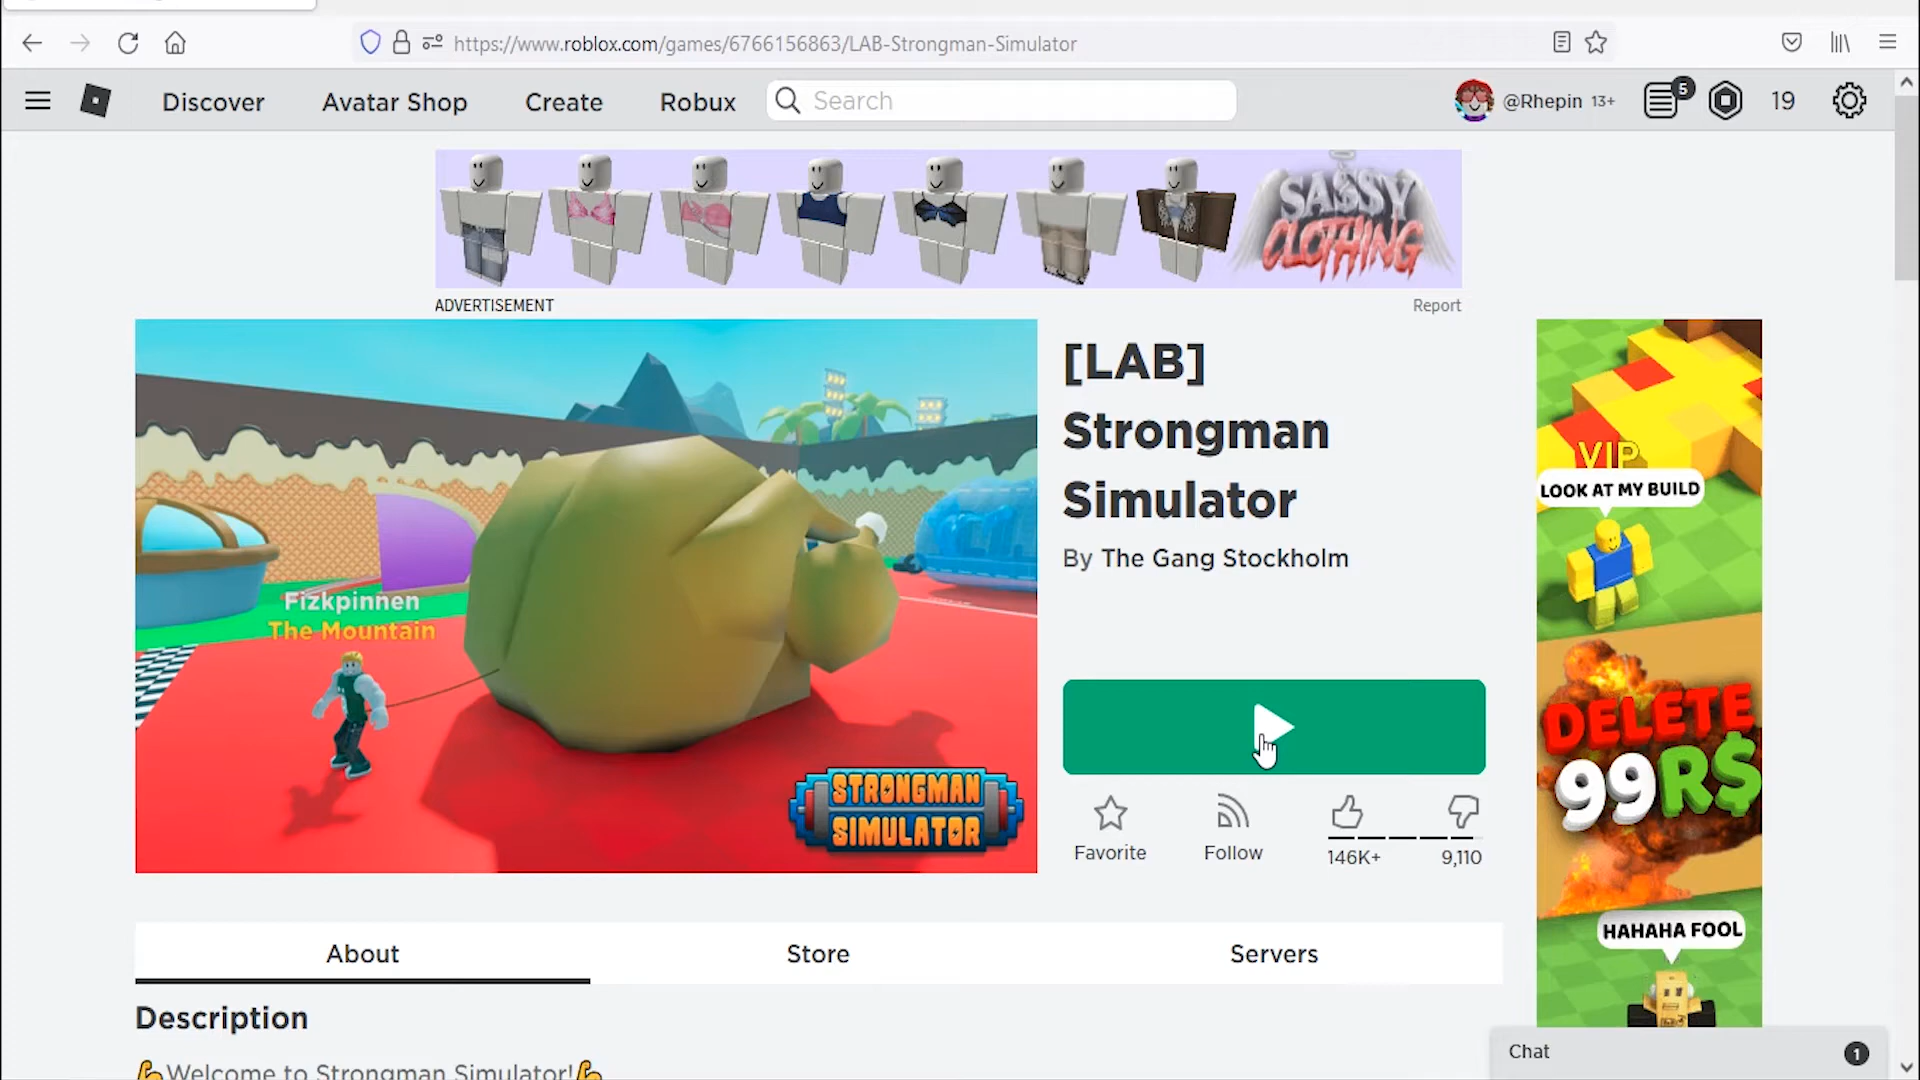 https://www.roblox.com/games/6766156863/LAB-Strongman-Simulator
Discover
Avatar Shop
Create
Robux
Search
@Rhepin 13+
5
19
SASSY
CLOTHING
ADVERTISEMENT
Report
Fizkpinnen
The Mountain
STRONGMAN
SIMULATOR
[LAB]
Strongman
Simulator
By The Gang Stockholm
Favorite
Follow
146K+
9,110
VIP
LOOK AT MY BUILD
DELETE
99R$
HAHAHA FOOL
About
Store
Servers
Description
💪Welcome to Strongman Simulator!💪
Chat
1